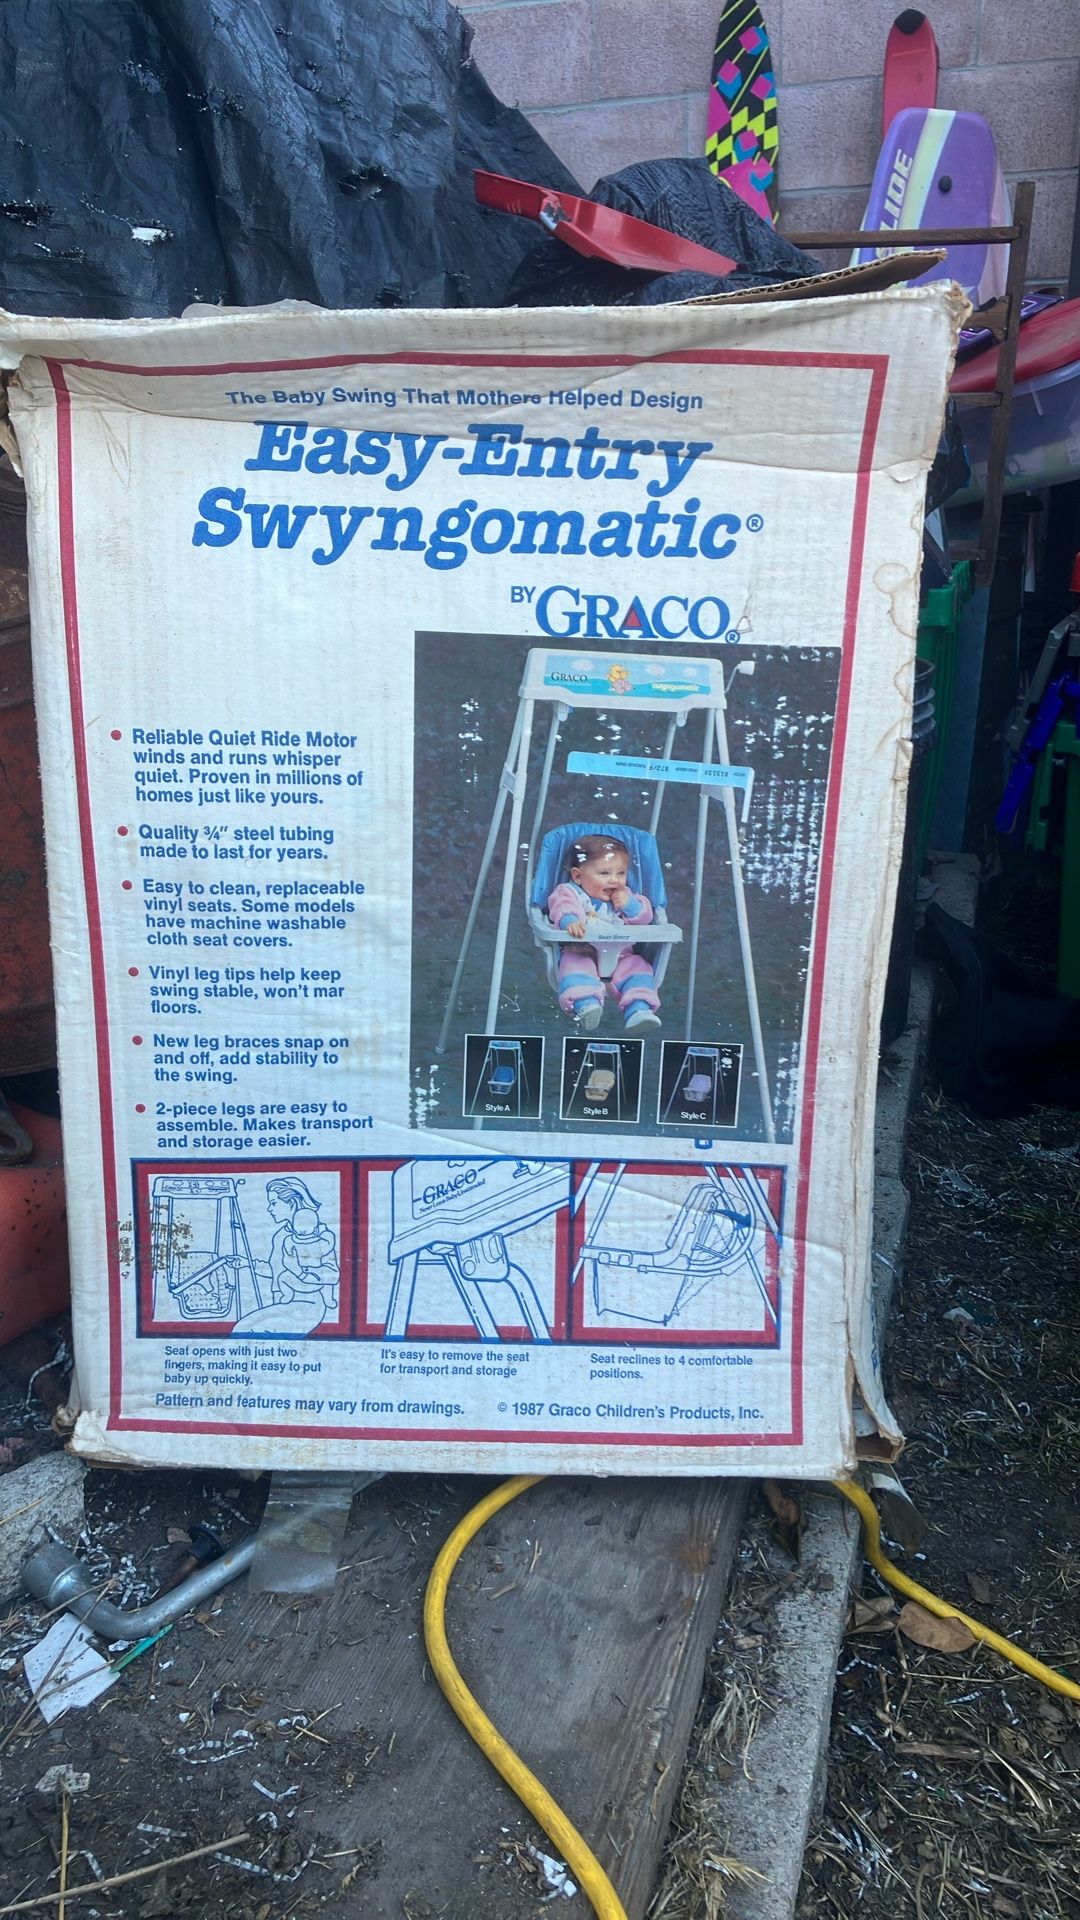 The Baby Swing That Mothers Helped Design
Easy-Entry
Swyngomatic®
BY GRACO®
• Reliable Quiet Ride Motor
winds and runs whisper
quiet. Proven in millions of
homes just like yours.
• Quality ¾" steel tubing
made to last for years.
• Easy to clean, replaceable
vinyl seats. Some models
have machine washable
cloth seat covers.
• Vinyl leg tips help keep
swing stable, won't mar
floors.
• New leg braces snap on
and off, add stability to
the swing.
• 2-piece legs are easy to
assemble. Makes transport
and storage easier.
GRACO
Swyngomatic
Easy-Entry
Style A
Style B
Style C
GRACO
Never Leave Baby Unattended
Seat opens with just two
fingers, making it easy to put
baby up quickly.
It's easy to remove the seat
for transport and storage
Seat reclines to 4 comfortable
positions.
Pattern and features may vary from drawings.
© 1987 Graco Children's Products, Inc.
LIDE